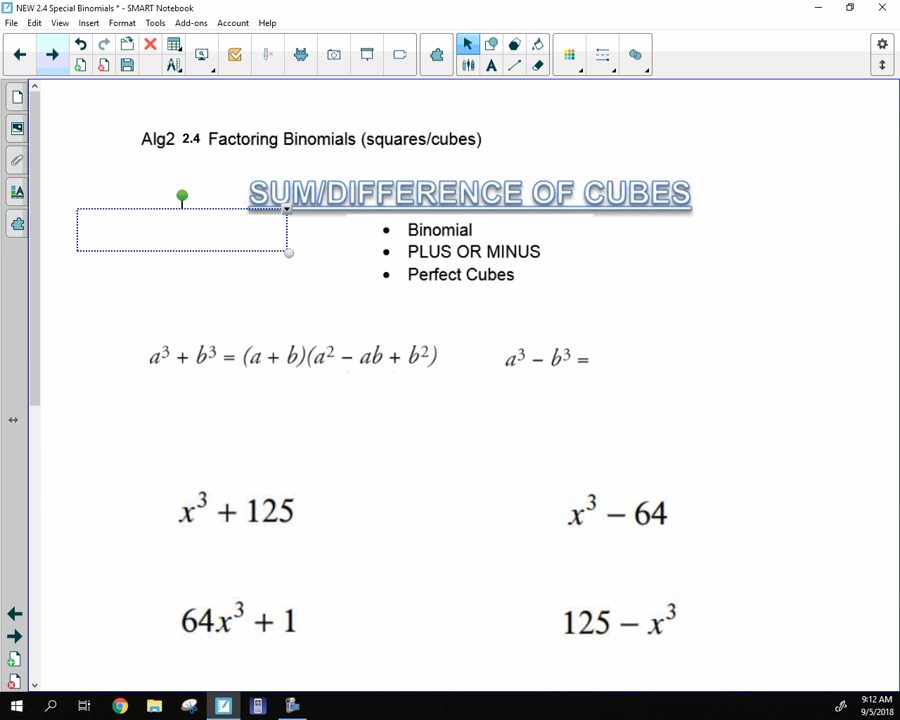 NEW 2.4 Special Binomials * - SMART Notebook
File Edit View Insert Format Tools Add-ons Account Help
Alg2 2.4 Factoring Binomials (squares/cubes)
SUM/DIFFERENCE OF CUBES
• Binomial
• PLUS OR MINUS
• Perfect Cubes
a³ + b³ = (a + b)(a² − ab + b²) a³ − b³ =
x³ + 125 x³ − 64
64x³ + 1 125 − x³
9:12 AM
9/5/2018